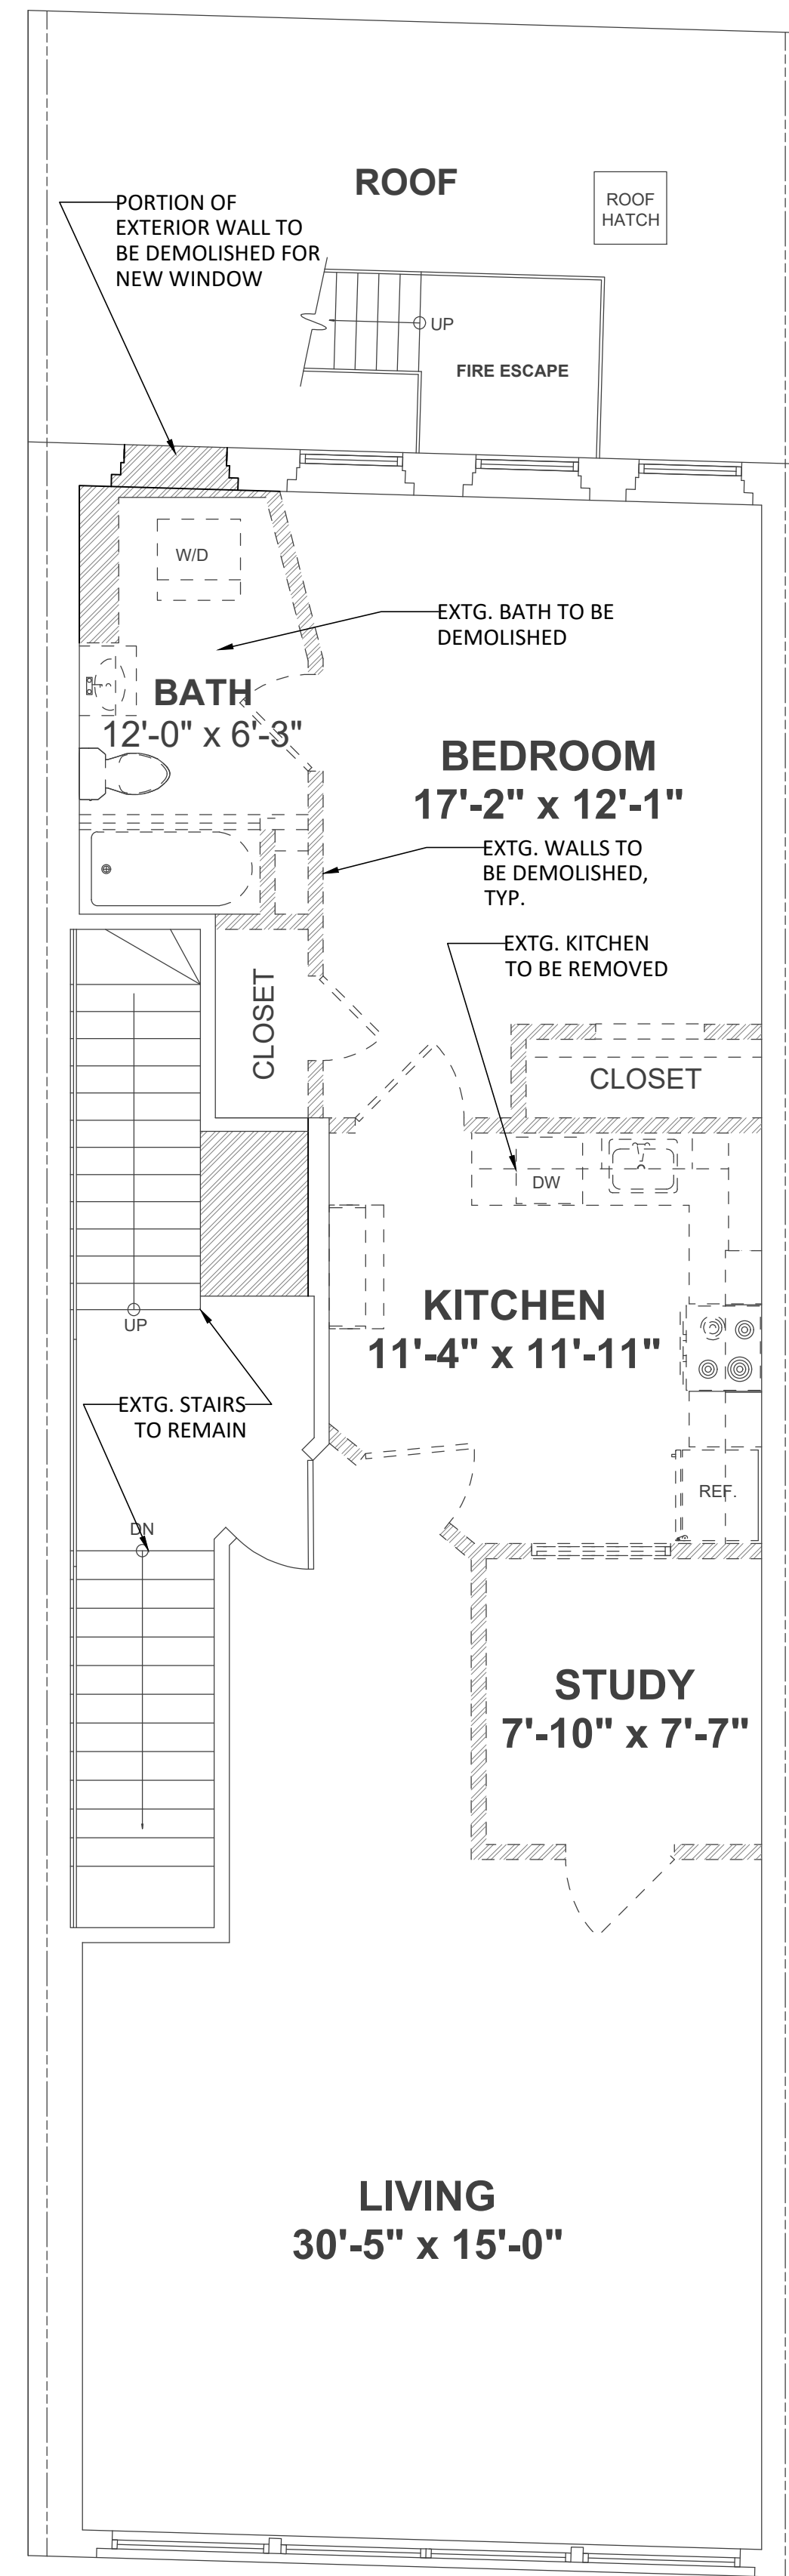 ROOF
ROOF
HATCH
PORTION OF
EXTERIOR WALL TO
BE DEMOLISHED FOR
NEW WINDOW
UP
FIRE ESCAPE
W/D
EXTG. BATH TO BE
DEMOLISHED
BATH
12'-0" x 6'-3"
BEDROOM
17'-2" x 12'-1"
EXTG. WALLS TO
BE DEMOLISHED,
TYP.
EXTG. KITCHEN
TO BE REMOVED
CLOSET
CLOSET
DW
KITCHEN
11'-4" x 11'-11"
UP
EXTG. STAIRS
TO REMAIN
REF.
DN
STUDY
7'-10" x 7'-7"
LIVING
30'-5" x 15'-0"